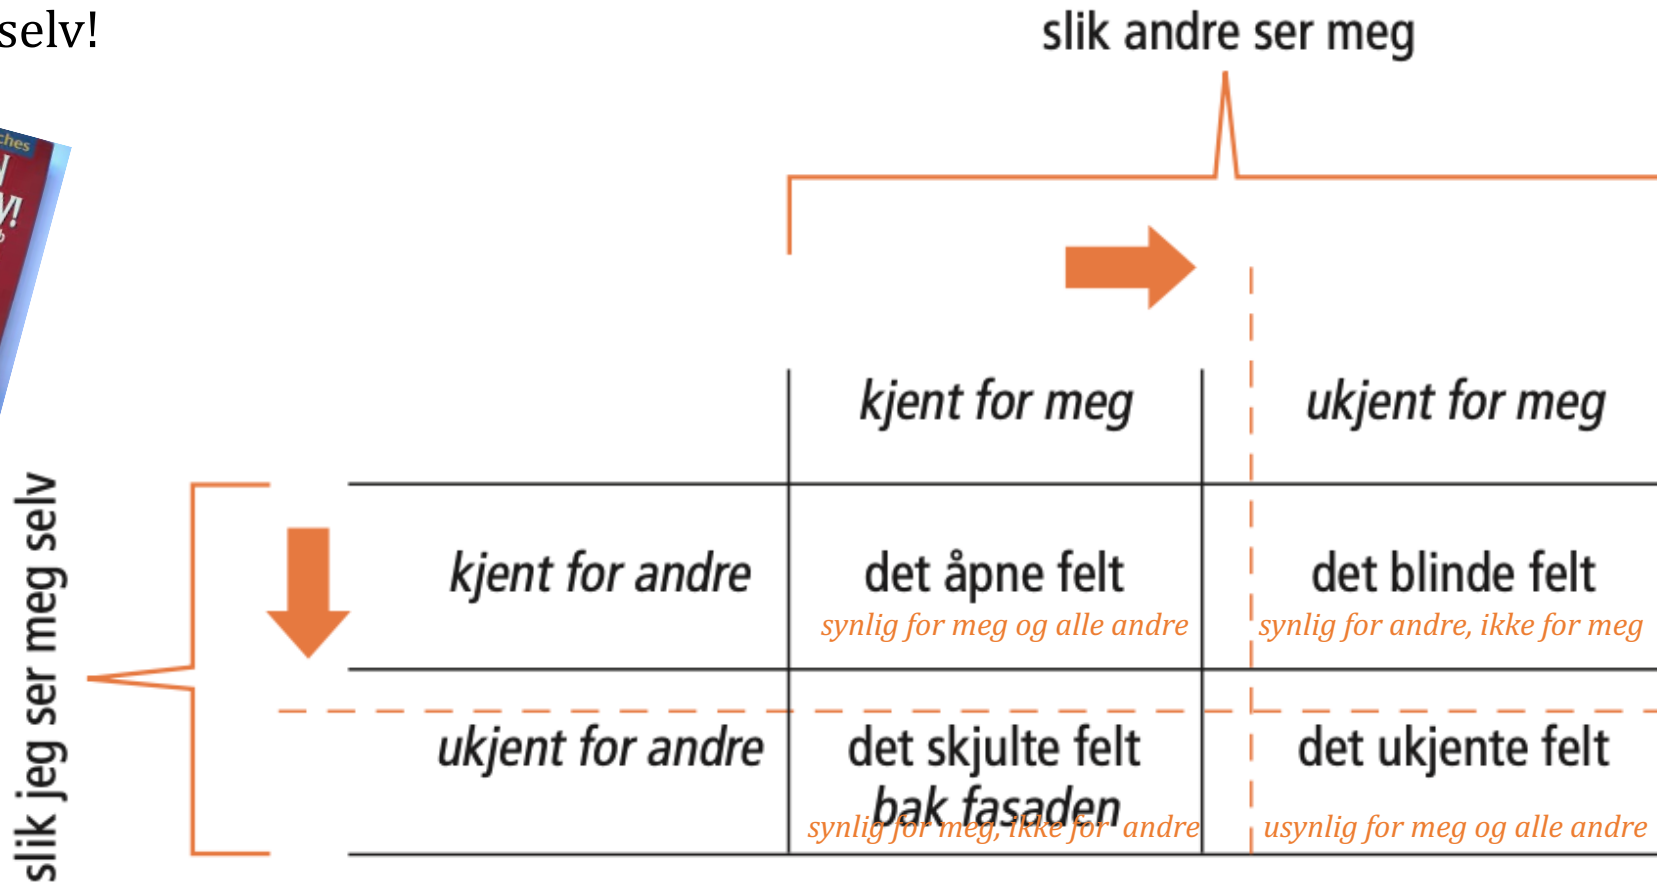 selv!
slik andre ser meg
ches
kjent for meg
ukjent for meg
slik jeg ser meg selv
kjent for andre
det åpne felt
det blinde felt
synlig for meg og alle andre
synlig for andre, ikke for meg
ukjent for andre
det skjulte felt
det ukjente felt
bak fasaden
synlig for meg, ikke for andre
usynlig for meg og alle andre